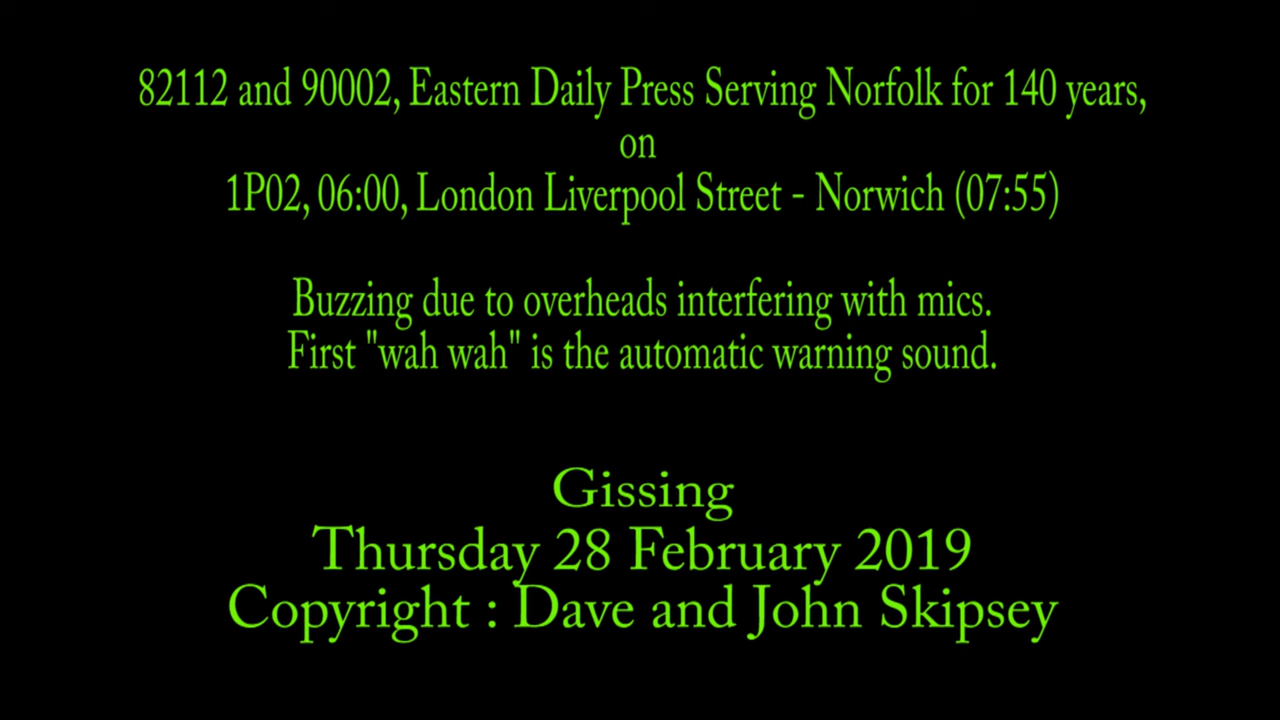 82112 and 90002, Eastern Daily Press Serving Norfolk for 140 years,
on
1P02, 06:00, London Liverpool Street - Norwich (07:55)
Buzzing due to overheads interfering with mics.
First "wah wah" is the automatic warning sound.
Gissing
Thursday 28 February 2019
Copyright : Dave and John Skipsey